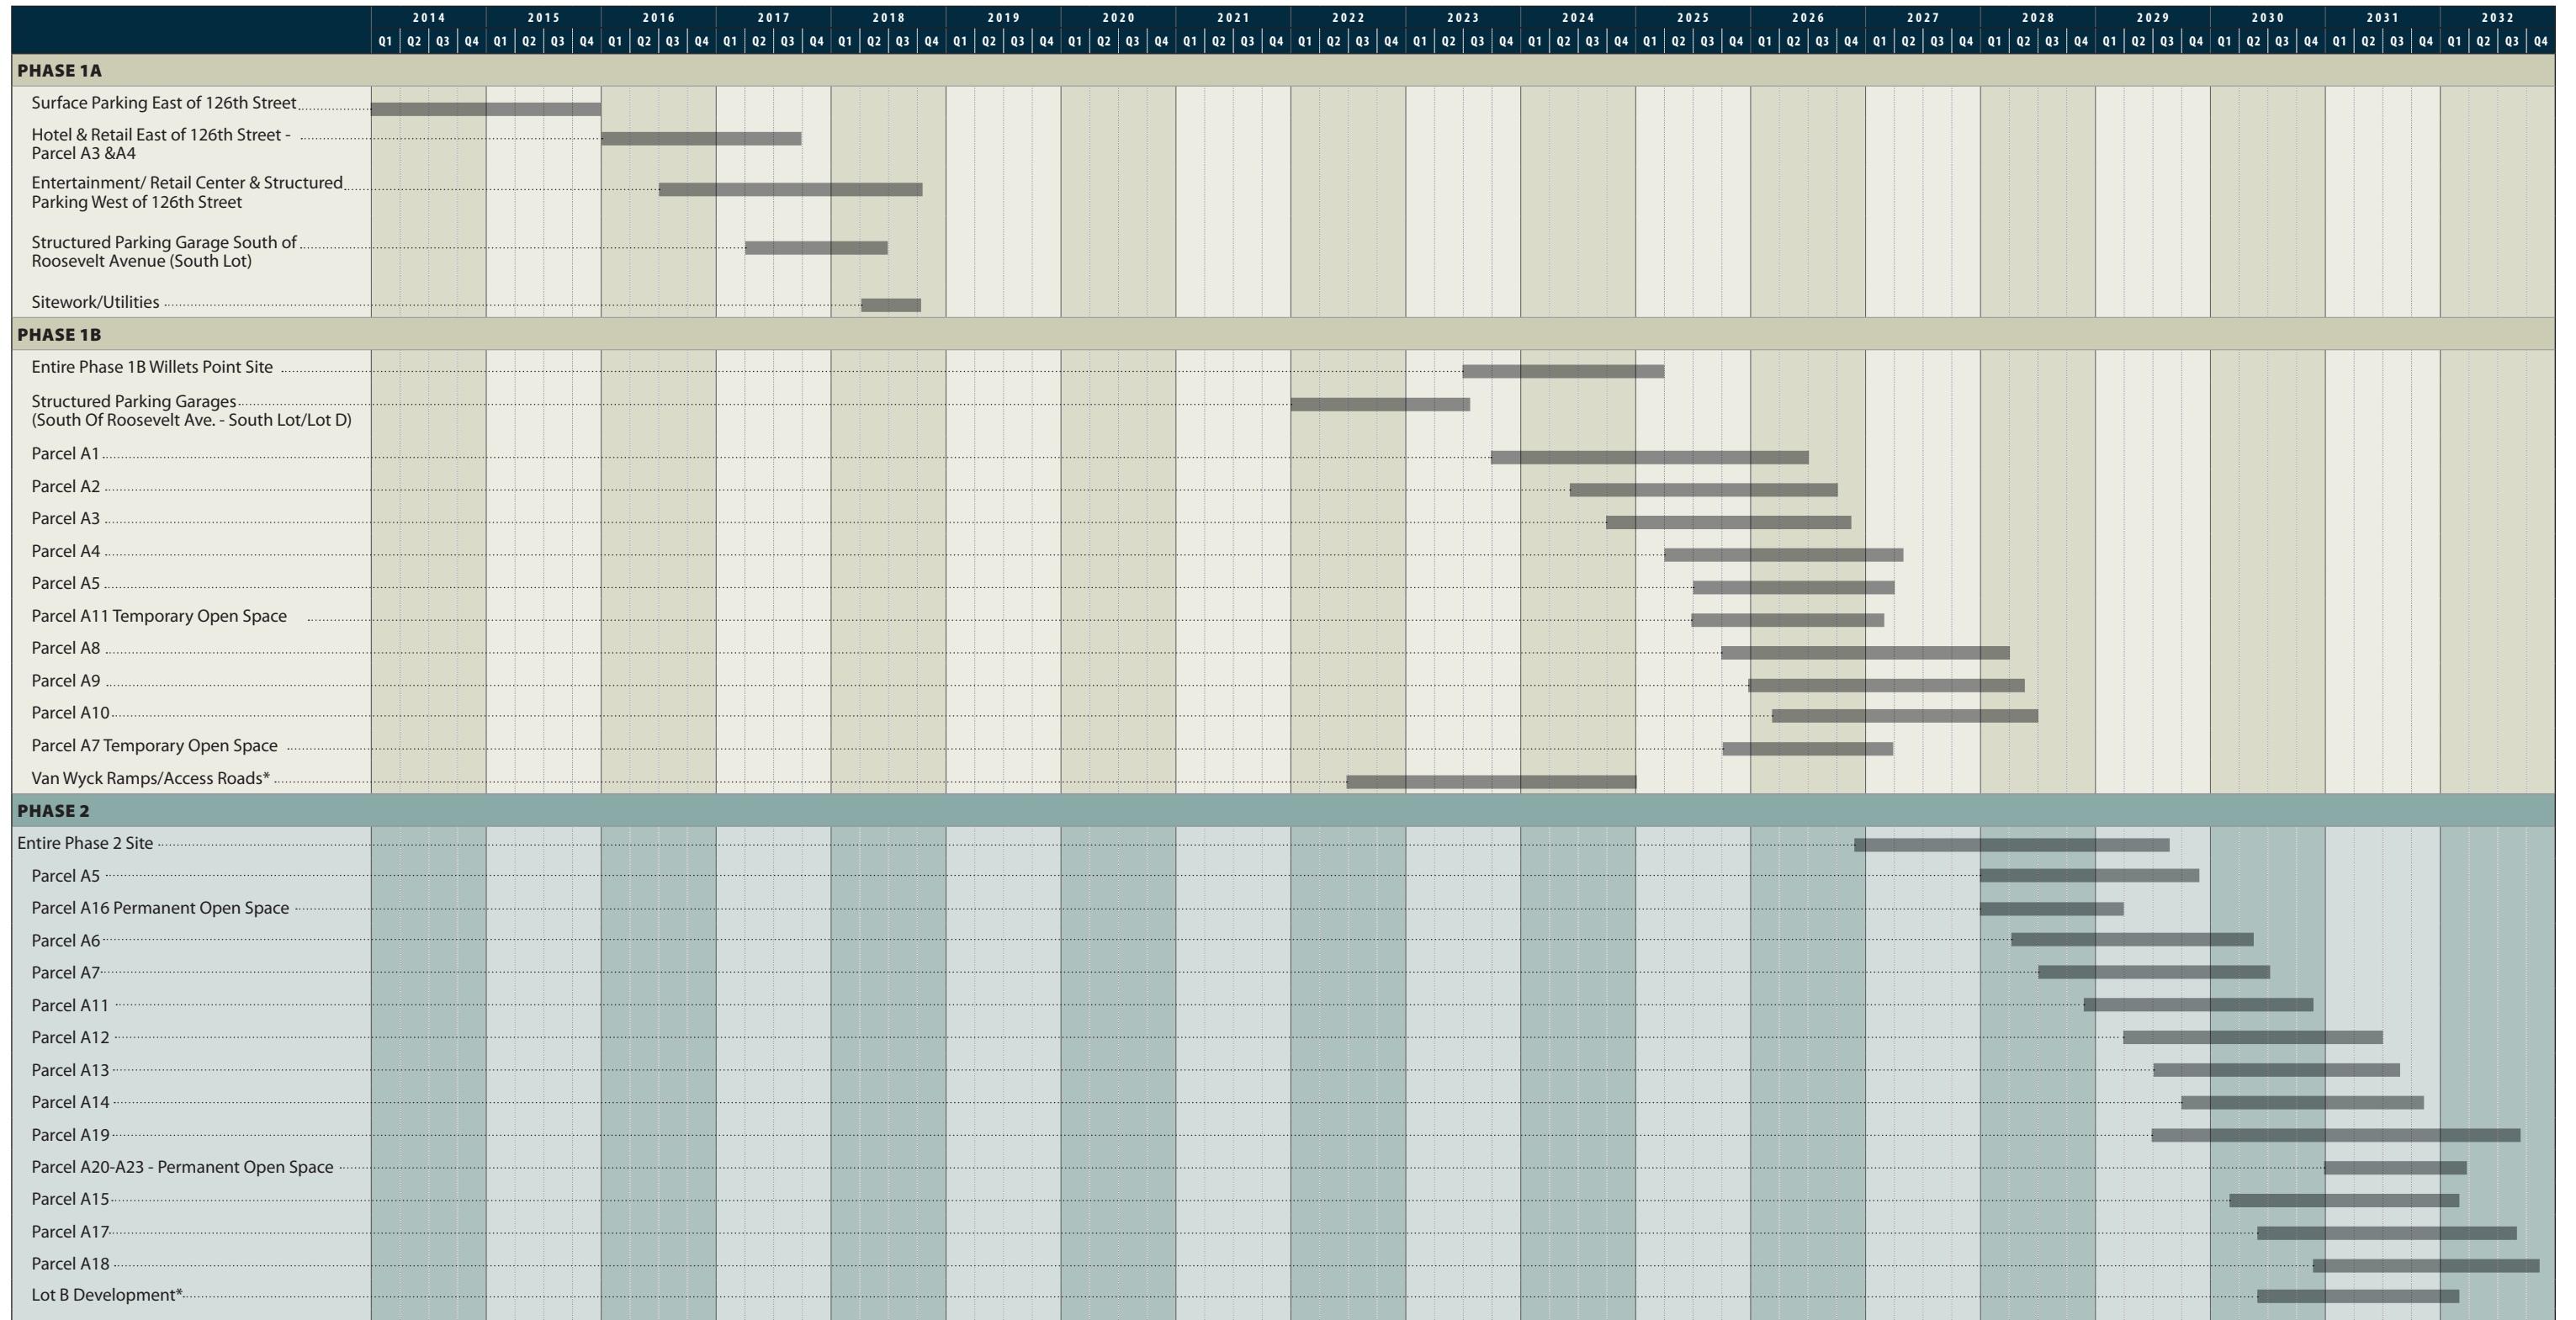 2014 2015 2016 2017 2018 2019 2020 2021 2022 2023 2024 2025 2026 2027 2028 2029 2030 2031 2032
Q1 Q2 Q3 Q4 Q1 Q2 Q3 Q4 Q1 Q2 Q3 Q4 Q1 Q2 Q3 Q4 Q1 Q2 Q3 Q4 Q1 Q2 Q3 Q4 Q1 Q2 Q3 Q4 Q1 Q2 Q3 Q4 Q1 Q2 Q3 Q4 Q1 Q2 Q3 Q4 Q1 Q2 Q3 Q4 Q1 Q2 Q3 Q4 Q1 Q2 Q3 Q4 Q1 Q2 Q3 Q4 Q1 Q2 Q3 Q4 Q1 Q2 Q3 Q4 Q1 Q2 Q3 Q4 Q1 Q2 Q3 Q4 Q1 Q2 Q3 Q4
PHASE 1A
Surface Parking East of 126th Street
Hotel & Retail East of 126th Street -
Parcel A3 &A4
Entertainment/ Retail Center & Structured
Parking West of 126th Street
Structured Parking Garage South of
Roosevelt Avenue (South Lot)
Sitework/Utilities
PHASE 1B
Entire Phase 1B Willets Point Site
Structured Parking Garages
(South Of Roosevelt Ave. - South Lot/Lot D)
Parcel A1
Parcel A2
Parcel A3
Parcel A4
Parcel A5
Parcel A11 Temporary Open Space
Parcel A8
Parcel A9
Parcel A10
Parcel A7 Temporary Open Space
Van Wyck Ramps/Access Roads*
PHASE 2
Entire Phase 2 Site
Parcel A5
Parcel A16 Permanent Open Space
Parcel A6
Parcel A7
Parcel A11
Parcel A12
Parcel A13
Parcel A14
Parcel A19
Parcel A20-A23 - Permanent Open Space
Parcel A15
Parcel A17
Parcel A18
Lot B Development*